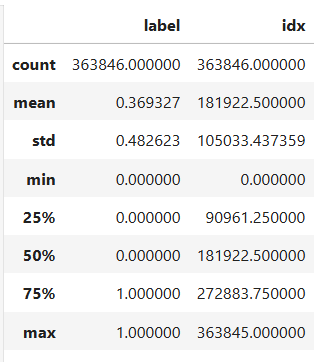 label idx
count 363846.000000 363846.000000
mean 0.369327 181922.500000
std 0.482623 105033.437359
min 0.000000 0.000000
25% 0.000000 90961.250000
50% 0.000000 181922.500000
75% 1.000000 272883.750000
max 1.000000 363845.000000